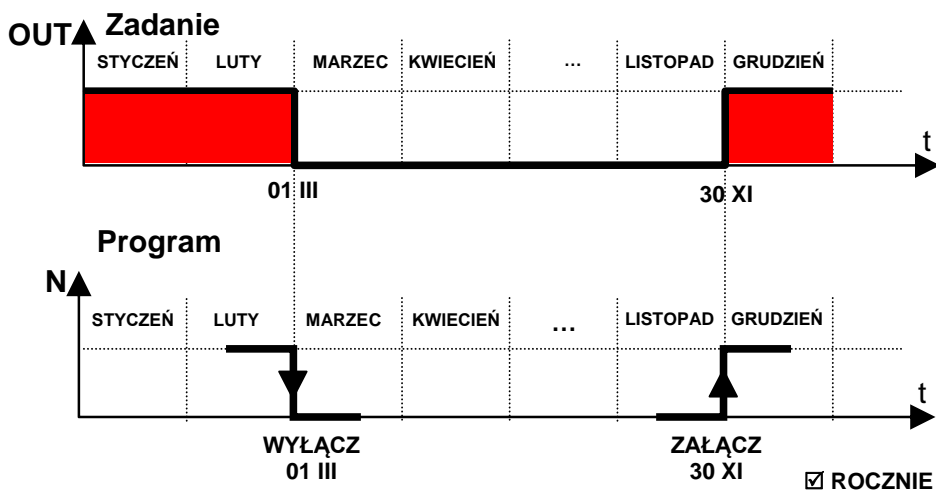 Zadanie
OUT
STYCZEŃ LUTY MARZEC KWIECIEŃ ... LISTOPAD GRUDZIEŃ
t
01 III 30 XI
Program
N
STYCZEŃ LUTY MARZEC KWIECIEŃ ... LISTOPAD GRUDZIEŃ
t
WYŁĄCZ ZAŁĄCZ
01 III 30 XI
☑ ROCZNIE